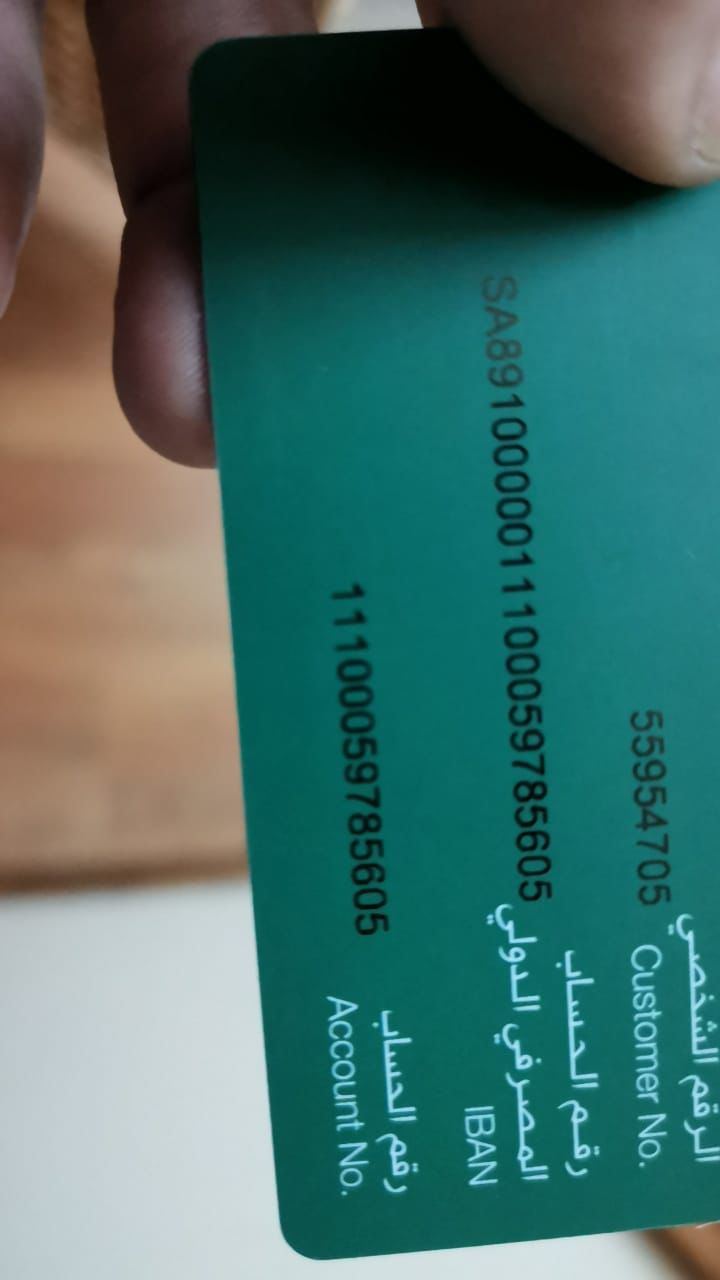 الرقم الشخصي
55954705 Customer No.
رقم الحساب
المصرفي الدولي
SA8910000011100059785605 IBAN
رقم الحساب
11100059785605 Account No.